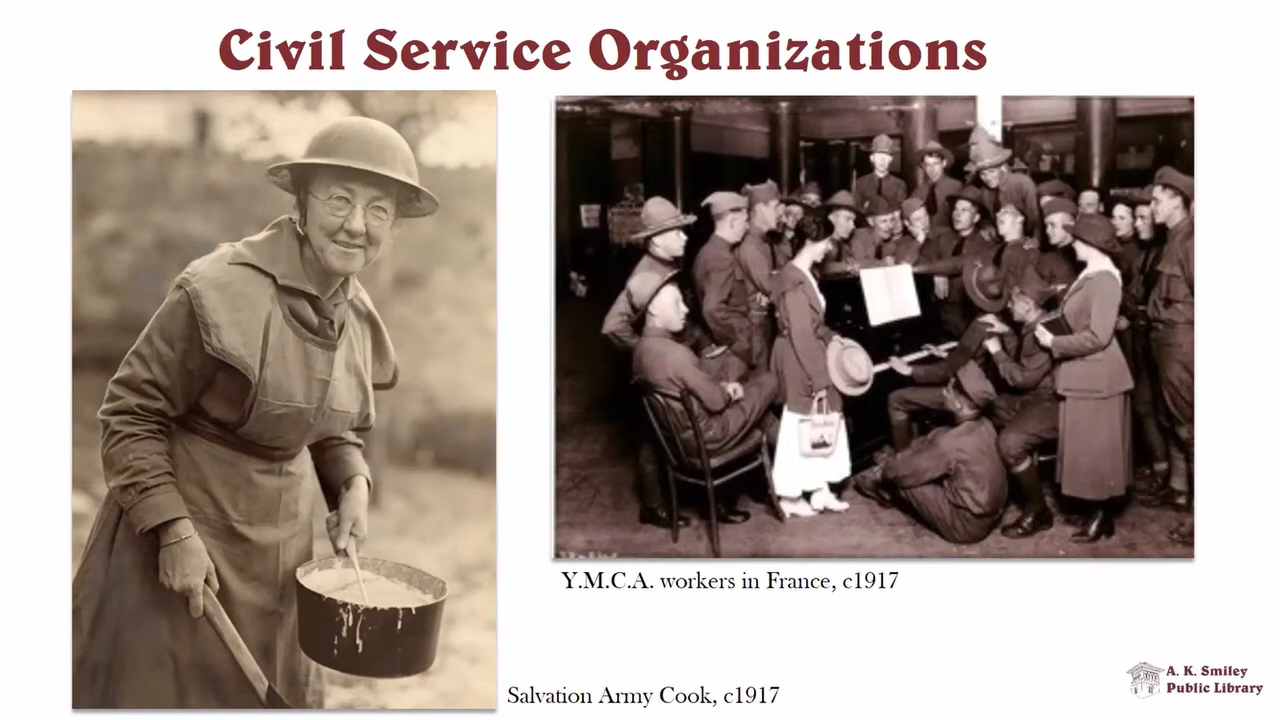 Civil Service Organizations
Y.M.C.A. workers in France, c1917
Salvation Army Cook, c1917
A. K. Smiley
Public Library